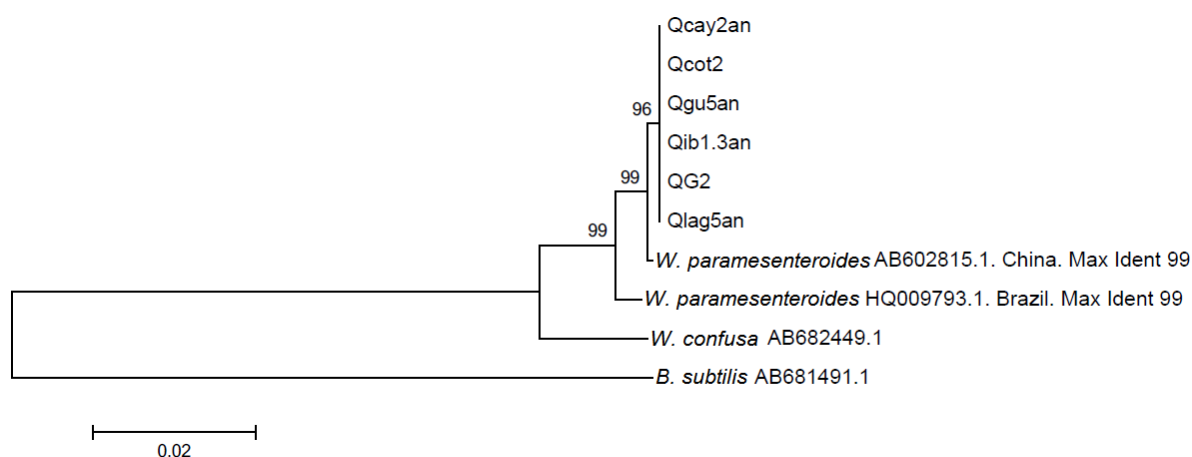 Qcay2an
Qcot2
96
Qgu5an
Qib1.3an
99
QG2
Qlag5an
99
W. paramesenteroides AB602815.1. China. Max Ident 99
W. paramesenteroides HQ009793.1. Brazil. Max Ident 99
W. confusa AB682449.1
B. subtilis AB681491.1
0.02